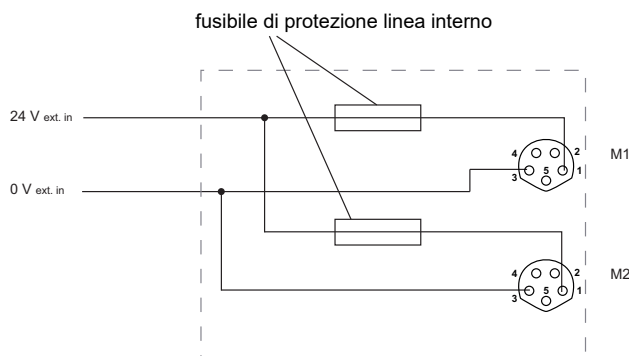 fusibile di protezione linea interno
24 V ext. in
4 2
M1
3 5 1
0 V ext. in
4 2
M2
3 5 1